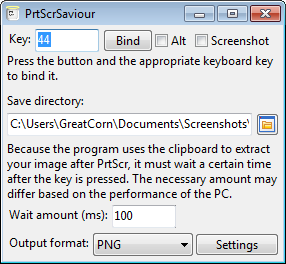 PrtScrSaviour
Key: 44 Bind Alt Screenshot
Press the button and the appropriate keyboard key
to bind it.
Save directory:
C:\Users\GreatCorn\Documents\Screenshots\
Because the program uses the clipboard to extract
your image after PrtScr, it must wait a certain time
after the key is pressed. The necessary amount may
differ based on the performance of the PC.
Wait amount (ms): 100
Output format: PNG Settings